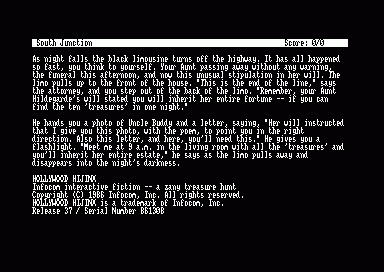 South Junction Score: 0/0
As night falls the black limousine turns off the highway. It has all happened
so fast, you think to yourself. Your Aunt passing away without any warning,
the funeral this afternoon, and now this unusual stipulation in her will. The
limo pulls up to the front of the house. "This is the end of the line," says
the attorney, and you step out of the back of the limo. "Remember, your Aunt
Hildegarde's will stated you will inherit her entire fortune -- if you can
find the ten 'treasures' in one night."
He hands you a photo of Uncle Buddy and a letter, saying, "Her will instructed
that I give you this photo, with the poem, to point you in the right
direction. Also this letter, and here, you'll need this." He gives you a
flashlight. "Meet me at 9 a.m. in the living room with all the 'treasures' and
you'll inherit her entire estate," he says as the limo pulls away and
disappears into the night's darkness.
HOLLYWOOD HIJINX
Infocom interactive fiction -- a zany treasure hunt
Copyright (C) 1986 Infocom, Inc. All rights reserved.
HOLLYWOOD HIJINX is a trademark of Infocom, Inc.
Release 37 / Serial Number 861215